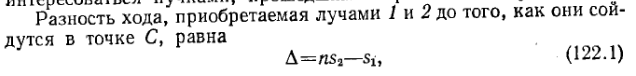 Разность хода, приобретаемая лучами 1 и 2 до того, как они сой-
дутся в точке C, равна
Δ=ns₂—s₁, (122.1)